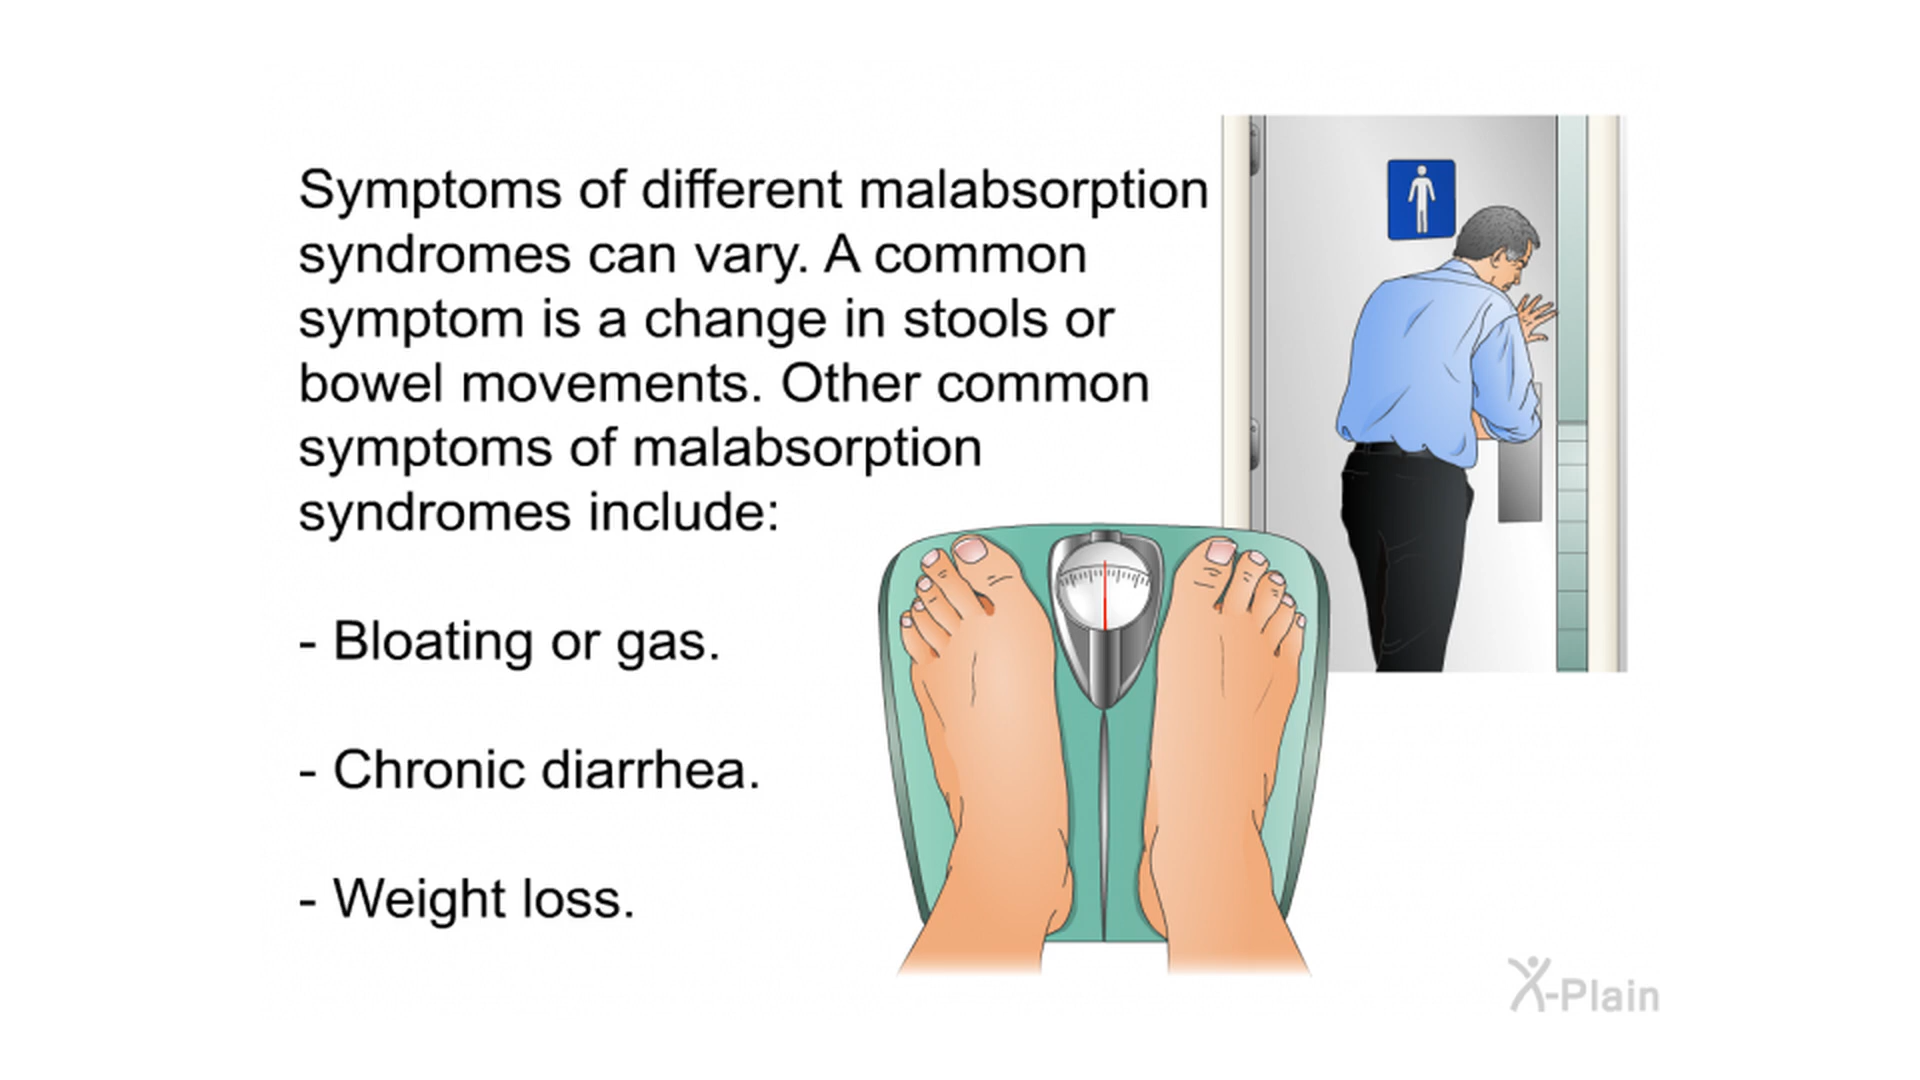 Symptoms of different malabsorption
syndromes can vary. A common
symptom is a change in stools or
bowel movements. Other common
symptoms of malabsorption
syndromes include:
- Bloating or gas.
- Chronic diarrhea.
- Weight loss.
X-Plain